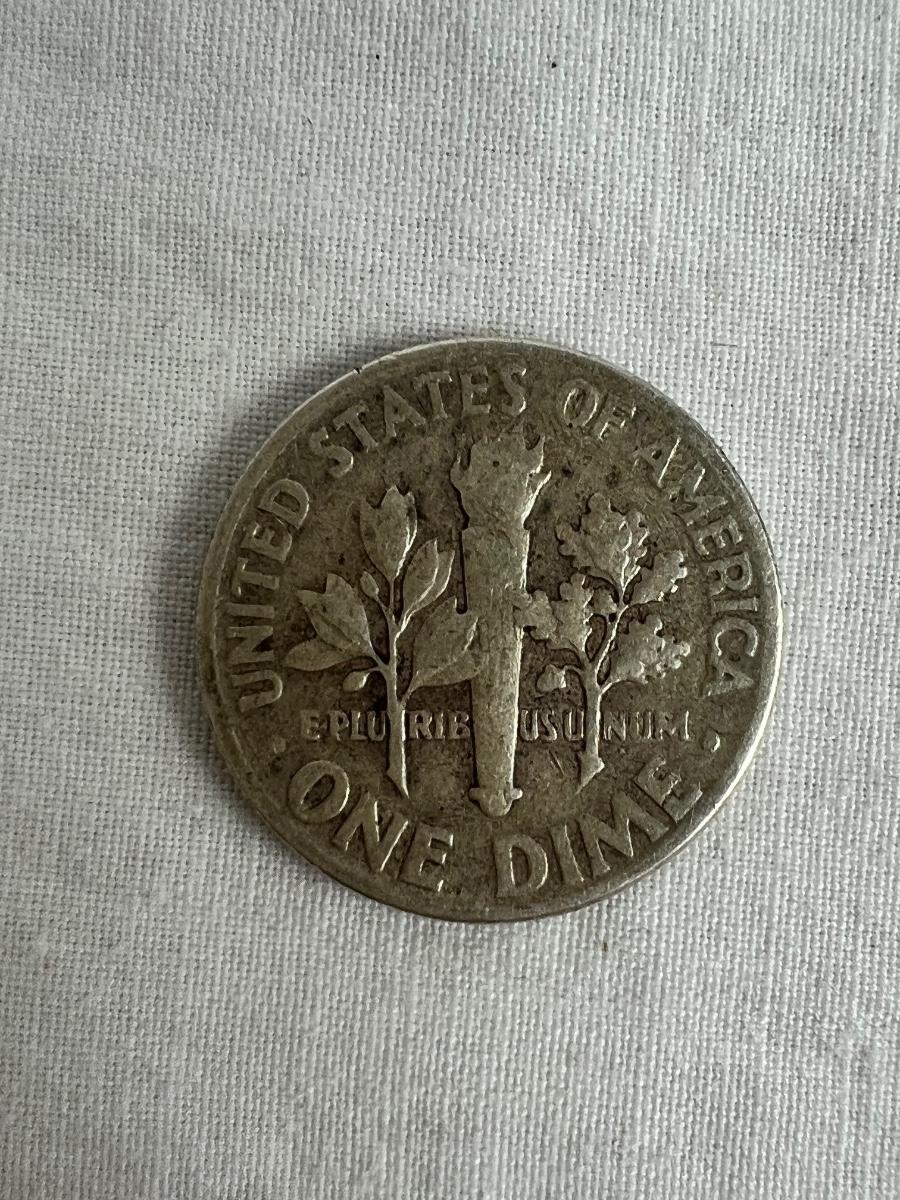 UNITED STATES OF AMERICA
E PLURIBUS UNUM
· ONE DIME ·